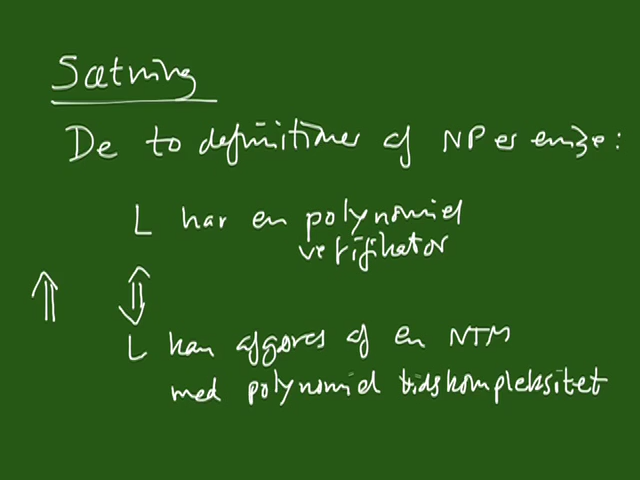 Sætning
De to definitioner af NP er enige:
L har en polynomiel
verifikator
⇑ ⇕
L kan afgøres af en NTM
med polynomiel tidskompleksitet